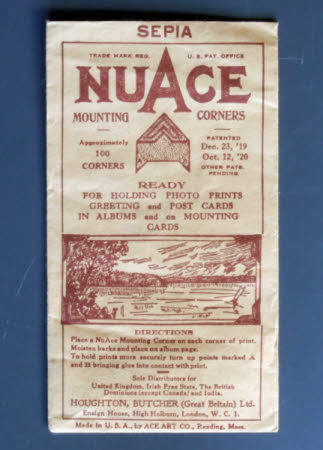 SEPIA
TRADE MARK REG. U. S. PAT. OFFICE
NUACE
MOUNTING CORNERS
Approximately
100
CORNERS
PATENTED
Dec. 23, '19
Oct. 12, '20
OTHER PATS.
PENDING
READY
FOR HOLDING PHOTO PRINTS
GREETING and POST CARDS
IN ALBUMS and on MOUNTING
CARDS
DIRECTIONS
Place a NuAce Mounting Corner on each corner of print.
Moisten backs and place on album page.
To hold prints more securely turn up points marked A
and B bringing glue into contact with print.
Sole Distributors for
United Kingdom, Irish Free State, The British
Dominions (except Canada) and India.
HOUGHTON, BUTCHER (Great Britain) Ltd.
Ensign House, High Holburn, London, W. C. 1.
Made in U. S. A., by ACE ART CO., Reading, Mass.